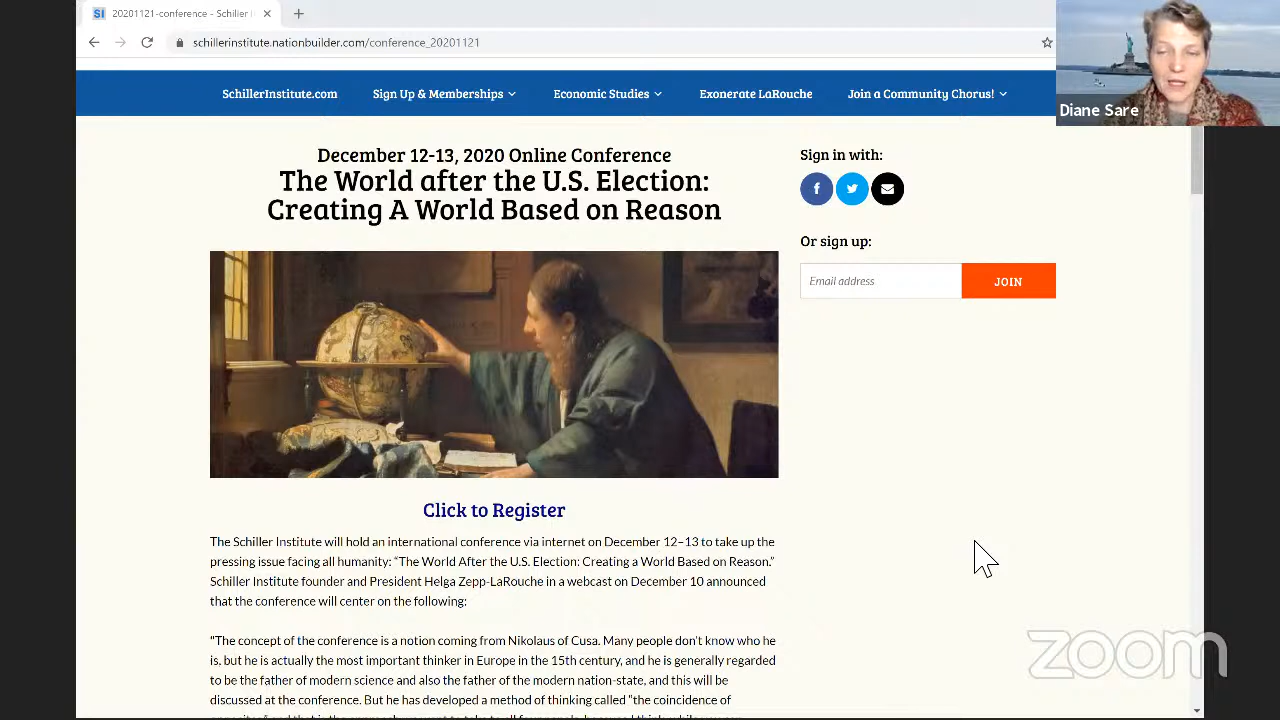 20201121-conference - Schiller I
schillerinstitute.nationbuilder.com/conference_20201121
Diane Sare
SchillerInstitute.com
Sign Up & Memberships
Economic Studies
Exonerate LaRouche
Join a Community Chorus!
December 12-13, 2020 Online Conference
The World after the U.S. Election:
Creating A World Based on Reason
Sign in with:
Or sign up:
Email address
JOIN
Click to Register
The Schiller Institute will hold an international conference via internet on December 12–13 to take up the
pressing issue facing all humanity: “The World After the U.S. Election: Creating a World Based on Reason.”
Schiller Institute founder and President Helga Zepp-LaRouche in a webcast on December 10 announced
that the conference will center on the following:
"The concept of the conference is a notion coming from Nikolaus of Cusa. Many people don't know who he
is, but he is actually the most important thinker in Europe in the 15th century, and he is generally regarded
to be the father of modern science and also the father of the modern nation-state, and this will be
discussed at the conference. But he has developed a method of thinking called "the coincidence of
zoom